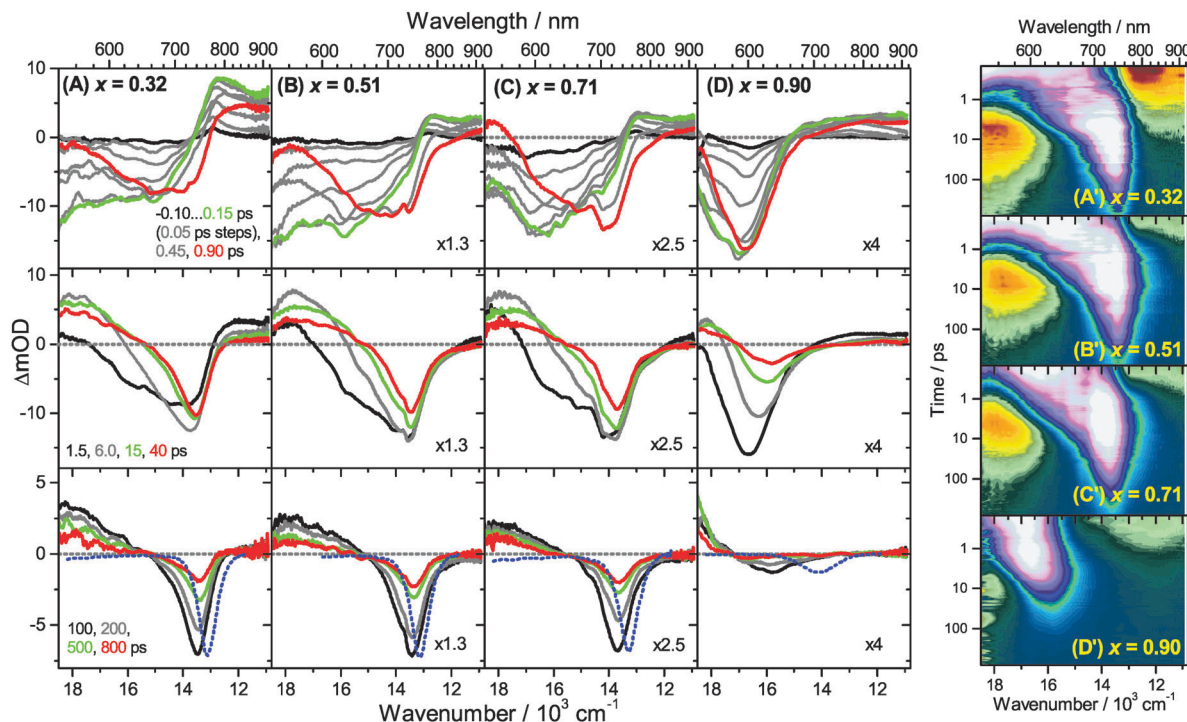 Wavelength / nm
600 700 800 900
600 700 800 900
600 700 800 900
600 700 800 900
(A) x = 0.32
(B) x = 0.51
(C) x = 0.71
(D) x = 0.90
10
0
-10
-0.10...0.15 ps
(0.05 ps steps),
0.45, 0.90 ps
x1.3
x2.5
x4
ΔmOD
10
0
-10
1.5, 6.0, 15, 40 ps
x1.3
x2.5
x4
5
0
-5
100, 200,
500, 800 ps
x1.3
x2.5
x4
18 16 14 12
18 16 14 12
18 16 14 12
18 16 14 12
Wavenumber / 10³ cm⁻¹
Wavelength / nm
600 700 800 900
Time / ps
1
10
100
(A') x = 0.32
1
10
100
(B') x = 0.51
1
10
100
(C') x = 0.71
1
10
100
(D') x = 0.90
18 16 14 12
Wavenumber / 10³ cm⁻¹